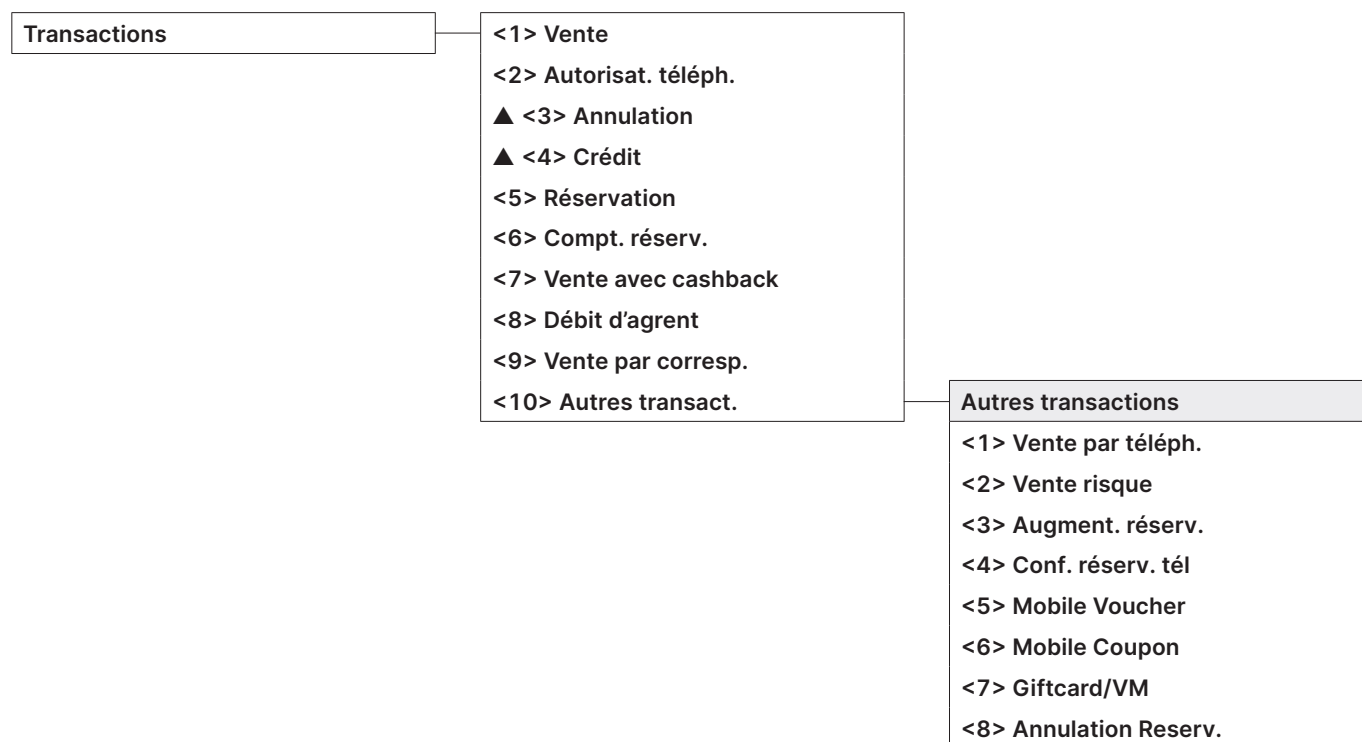 Transactions
<1> Vente
<2> Autorisat. téléph.
▲ <3> Annulation
▲ <4> Crédit
<5> Réservation
<6> Compt. réserv.
<7> Vente avec cashback
<8> Débit d’agrent
<9> Vente par corresp.
<10> Autres transact.
Autres transactions
<1> Vente par téléph.
<2> Vente risque
<3> Augment. réserv.
<4> Conf. réserv. tél
<5> Mobile Voucher
<6> Mobile Coupon
<7> Giftcard/VM
<8> Annulation Reserv.